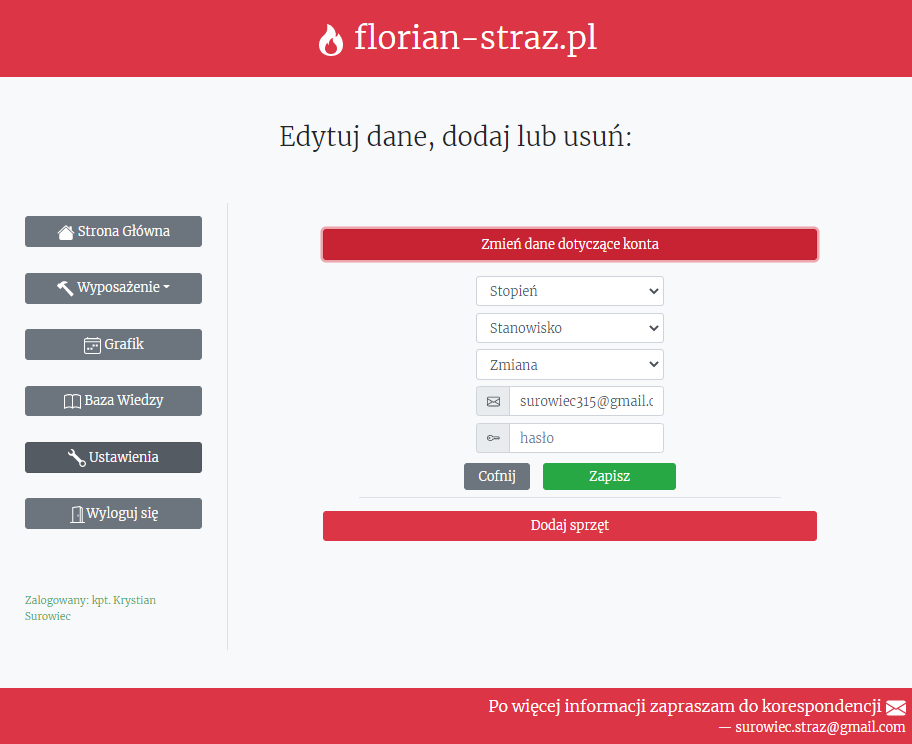 florian-straz.pl
Edytuj dane, dodaj lub usuń:
Strona Główna
Wyposażenie
Grafik
Baza Wiedzy
Ustawienia
Wyloguj się
Zalogowany: kpt. Krystian
Surowiec
Zmień dane dotyczące konta
Stopień
Stanowisko
Zmiana
surowiec315@gmail.c
hasło
Cofnij
Zapisz
Dodaj sprzęt
Po więcej informacji zapraszam do korespondencji
— surowiec.straz@gmail.com